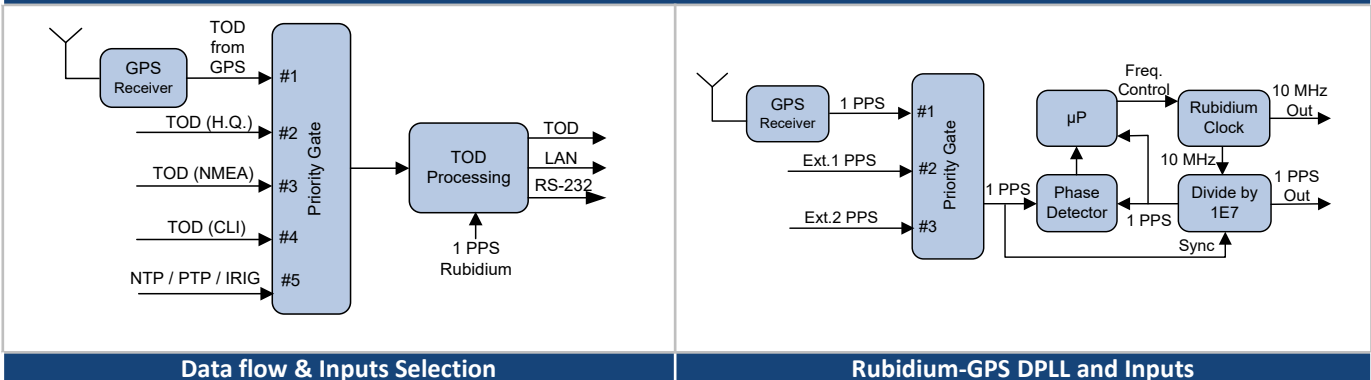 TOD
from
GPS
GPS
Receiver
#1
TOD (H.Q.)
#2
TOD (NMEA)
#3
TOD (CLI)
#4
NTP / PTP / IRIG
#5
Priority Gate
TOD
Processing
TOD
LAN
RS-232
1 PPS
Rubidium
Data flow & Inputs Selection
GPS
Receiver
1 PPS
#1
Ext.1 PPS
#2
Ext.2 PPS
#3
Priority Gate
1 PPS
Phase
Detector
µP
Freq.
Control
Rubidium
Clock
10 MHz
Out
10 MHz
Divide by
1E7
1 PPS
Out
1 PPS
Sync
Rubidium-GPS DPLL and Inputs